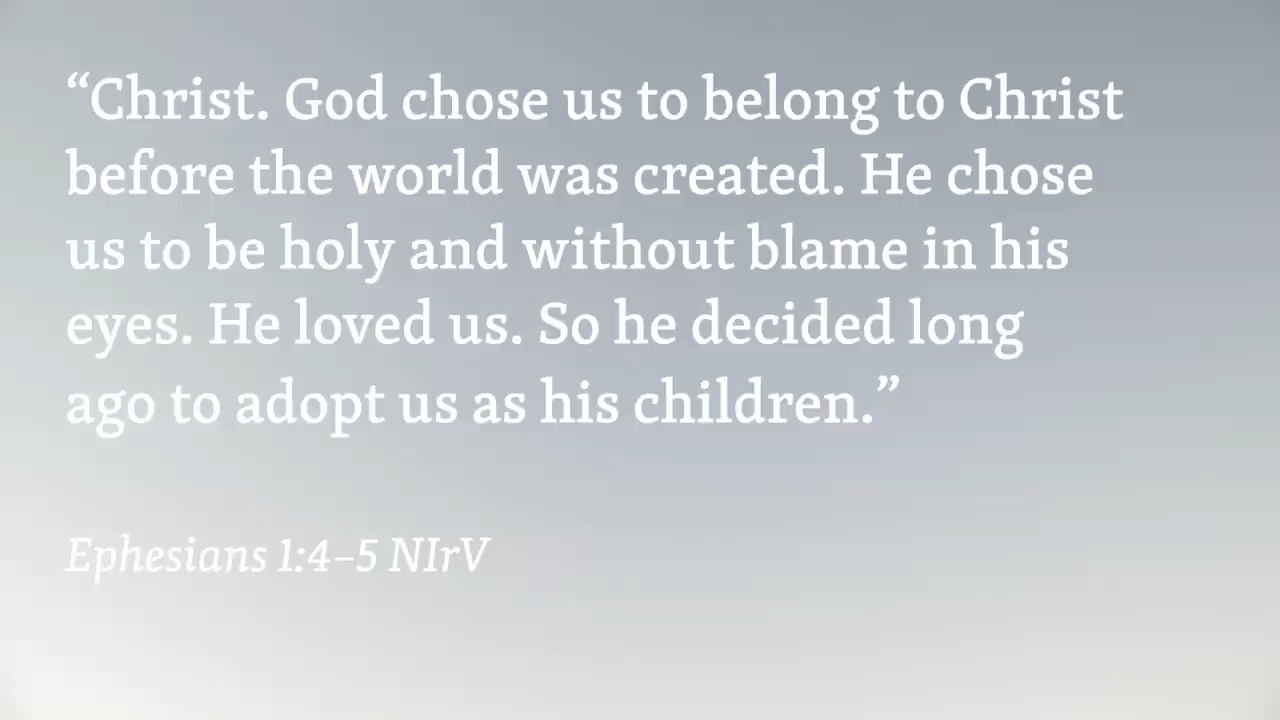 “Christ. God chose us to belong to Christ
before the world was created. He chose
us to be holy and without blame in his
eyes. He loved us. So he decided long
ago to adopt us as his children.”
Ephesians 1:4–5 NIrV